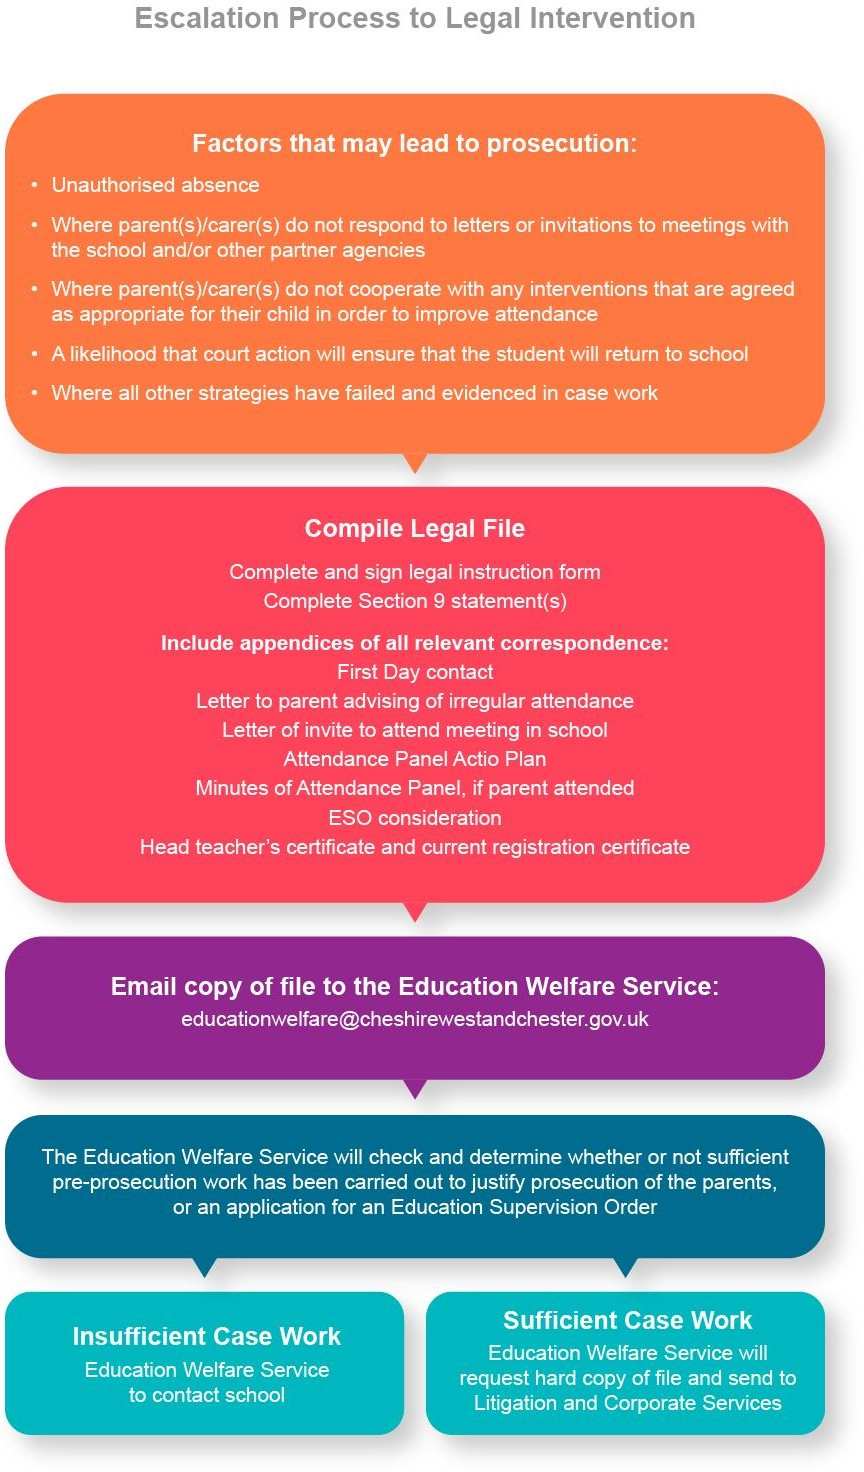 Escalation Process to Legal Intervention
Factors that may lead to prosecution:
• Unauthorised absence
• Where parent(s)/carer(s) do not respond to letters or invitations to meetings with
the school and/or other partner agencies
• Where parent(s)/carer(s) do not cooperate with any interventions that are agreed
as appropriate for their child in order to improve attendance
• A likelihood that court action will ensure that the student will return to school
• Where all other strategies have failed and evidenced in case work
Compile Legal File
Complete and sign legal instruction form
Complete Section 9 statement(s)
Include appendices of all relevant correspondence:
First Day contact
Letter to parent advising of irregular attendance
Letter of invite to attend meeting in school
Attendance Panel Actio Plan
Minutes of Attendance Panel, if parent attended
ESO consideration
Head teacher’s certificate and current registration certificate
Email copy of file to the Education Welfare Service:
educationwelfare@cheshirewestandchester.gov.uk
The Education Welfare Service will check and determine whether or not sufficient
pre-prosecution work has been carried out to justify prosecution of the parents,
or an application for an Education Supervision Order
Insufficient Case Work
Education Welfare Service
to contact school
Sufficient Case Work
Education Welfare Service will
request hard copy of file and send to
Litigation and Corporate Services